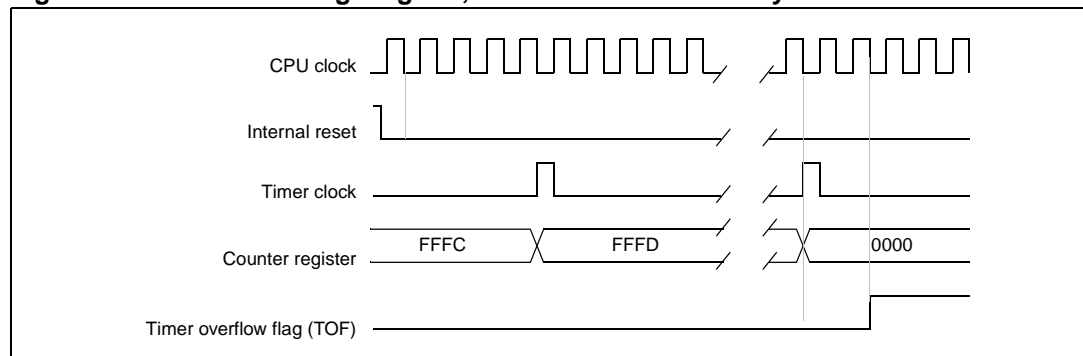 CPU clock
Internal reset
Timer clock
FFFC FFFD 0000
Counter register
Timer overflow flag (TOF)